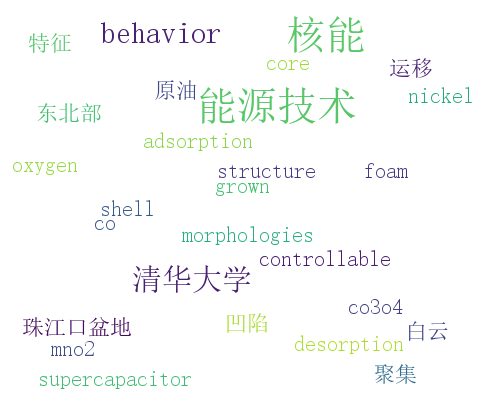 特征 behavior 核能
core 运移
原油 nickel
能源技术
东北部
adsorption
oxygen structure foam
grown
shell
co
morphologies
controllable
清华大学
co3o4
珠江口盆地 凹陷 白云
mno2 desorption
supercapacitor 聚集